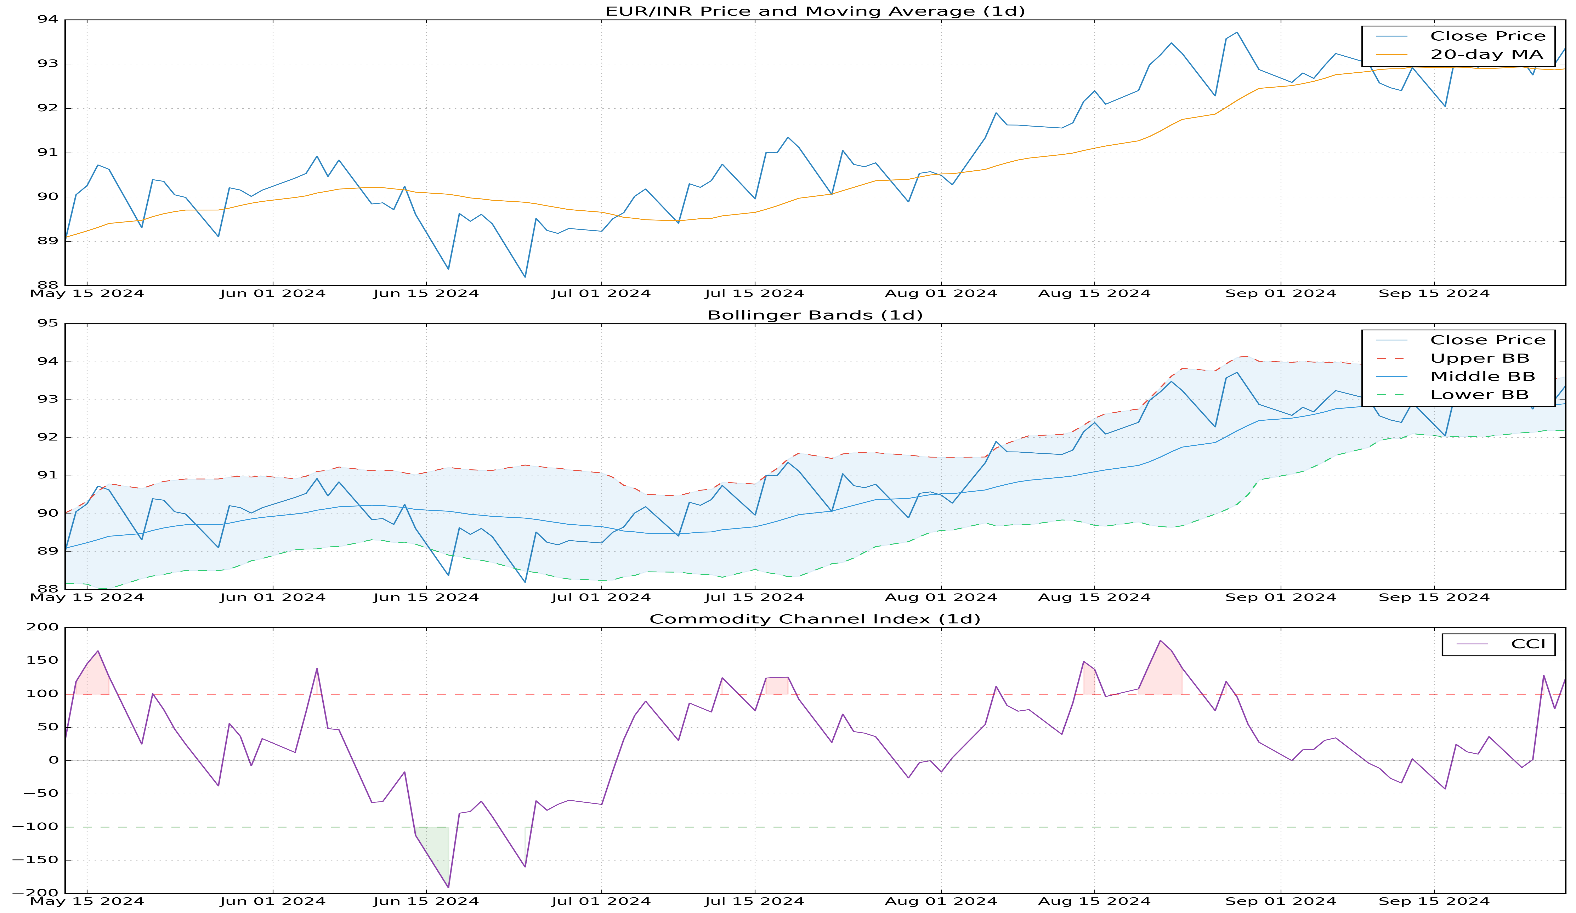 EUR/INR Price and Moving Average (1d)
94
93
92
91
90
89
88
Close Price
20-day MA
May 15 2024 Jun 01 2024 Jun 15 2024 Jul 01 2024 Jul 15 2024 Aug 01 2024 Aug 15 2024 Sep 01 2024 Sep 15 2024
Bollinger Bands (1d)
95
94
93
92
91
90
89
88
Close Price
Upper BB
Middle BB
Lower BB
May 15 2024 Jun 01 2024 Jun 15 2024 Jul 01 2024 Jul 15 2024 Aug 01 2024 Aug 15 2024 Sep 01 2024 Sep 15 2024
Commodity Channel Index (1d)
200
150
100
50
0
−50
−100
−150
−200
CCI
May 15 2024 Jun 01 2024 Jun 15 2024 Jul 01 2024 Jul 15 2024 Aug 01 2024 Aug 15 2024 Sep 01 2024 Sep 15 2024